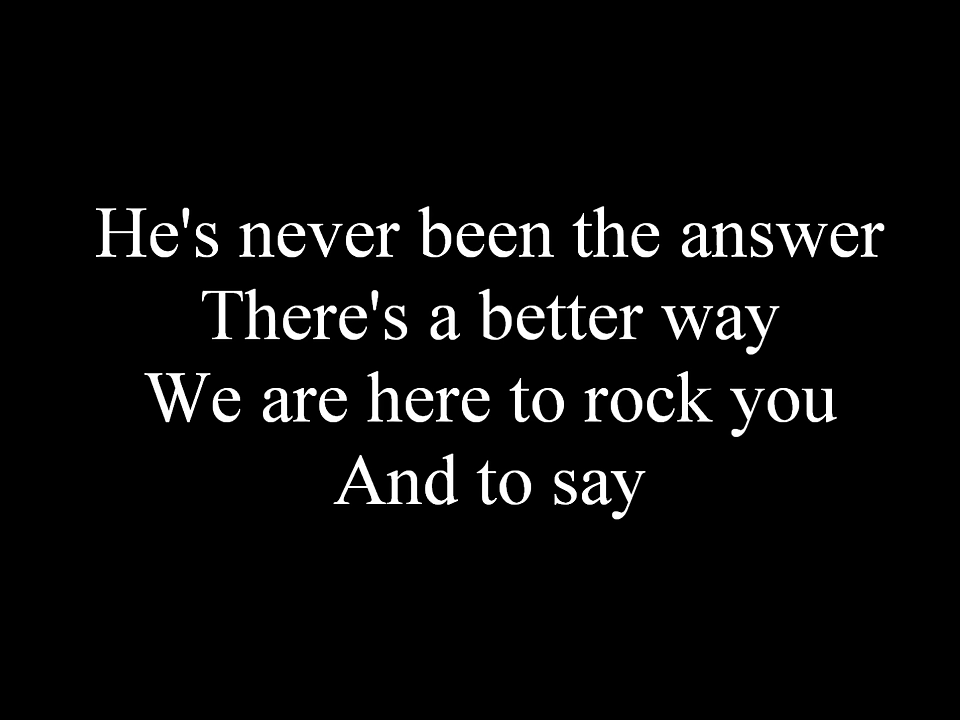 He's never been the answer
There's a better way
We are here to rock you
And to say